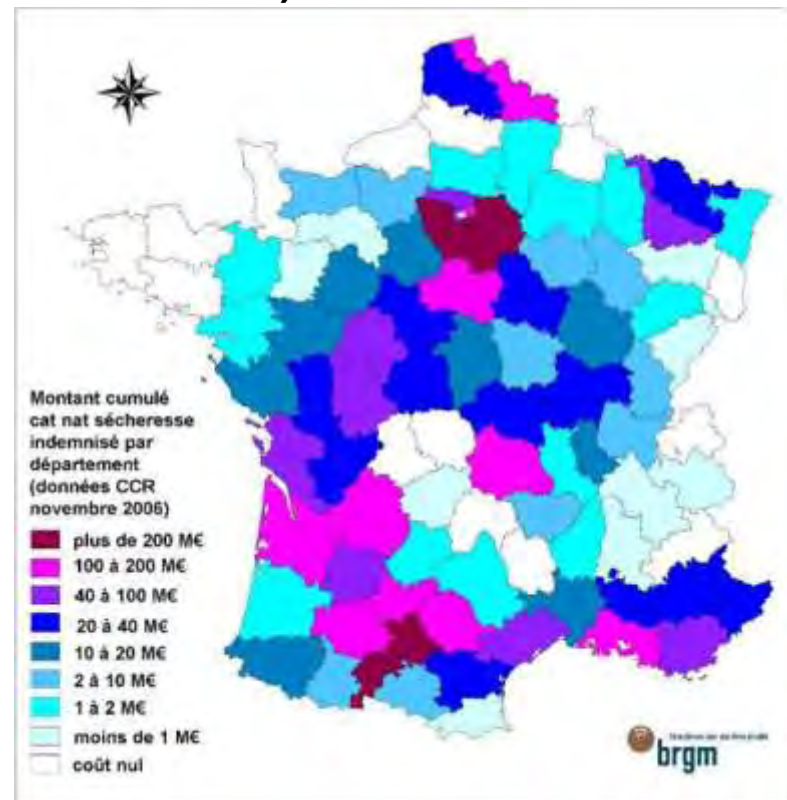 Montant cumulé
cat nat sécheresse
indemnisé par
département
(données CCR
novembre 2006)
plus de 200 M€
100 à 200 M€
40 à 100 M€
20 à 40 M€
10 à 20 M€
2 à 10 M€
1 à 2 M€
moins de 1 M€
coût nul
brgm